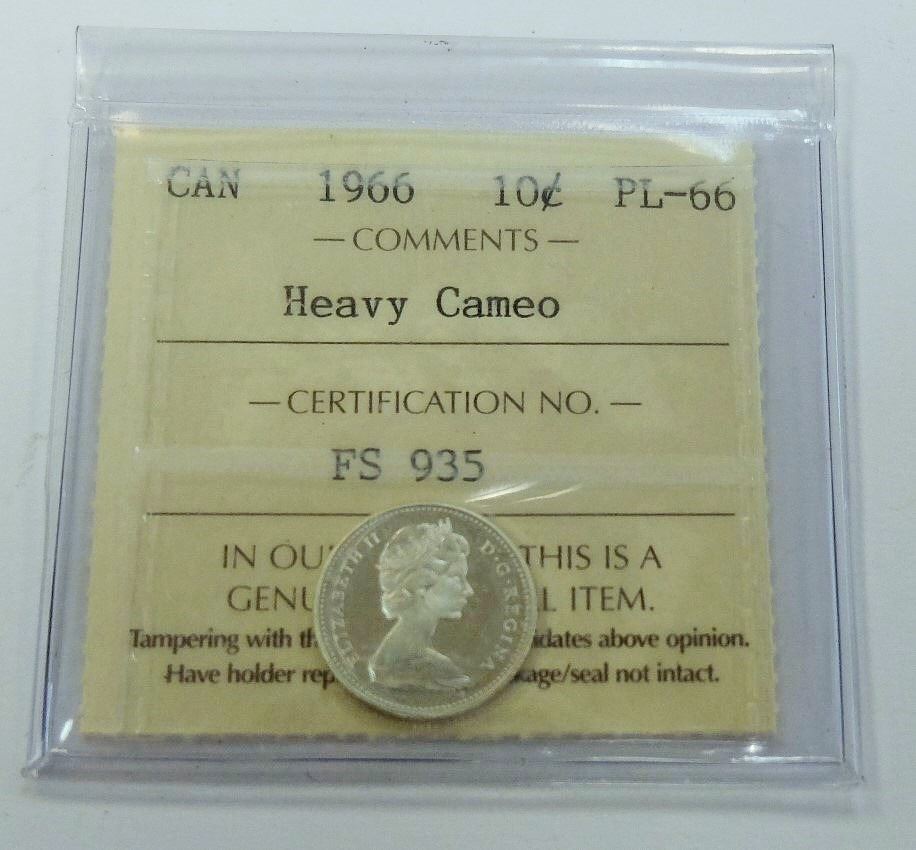 CAN 1966 10¢ PL-66
— COMMENTS —
Heavy Cameo
— CERTIFICATION NO. —
FS 935
IN THIS IS A
ITEM.
Tampering with above opinion.
Have holder not intact.
ELIZABETH II D·G·REGINA